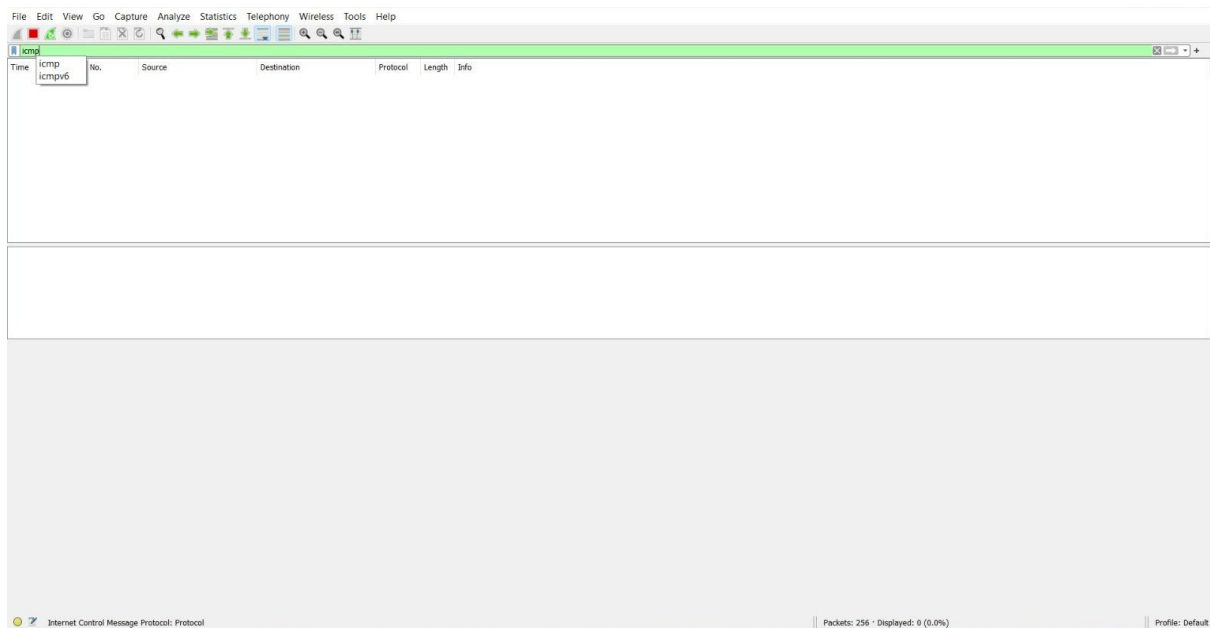 File Edit View Go Capture Analyze Statistics Telephony Wireless Tools Help
icmp
Time No. Source Destination Protocol Length Info
icmp
icmpv6
Internet Control Message Protocol: Protocol Packets: 256 · Displayed: 0 (0.0%) Profile: Default